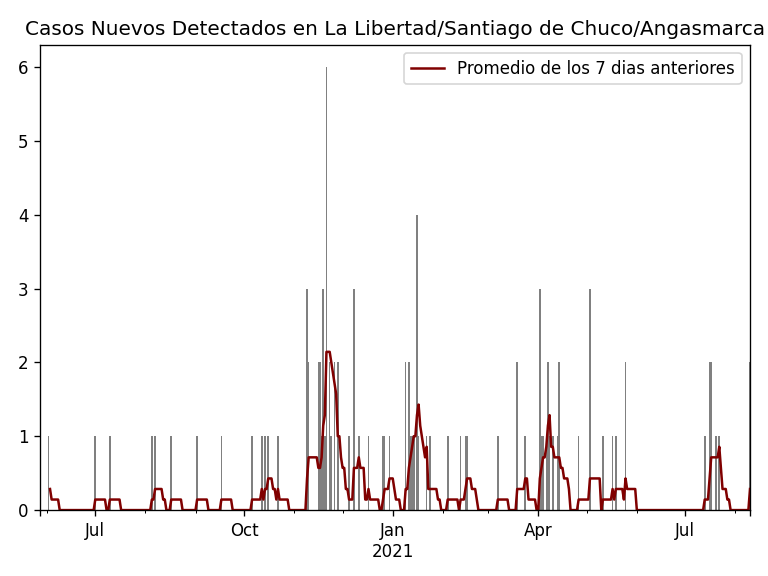 Casos Nuevos Detectados en La Libertad/Santiago de Chuco/Angasmarca
Promedio de los 7 dias anteriores
6
5
4
3
2
1
0
Jul Oct Jan Apr Jul
2021